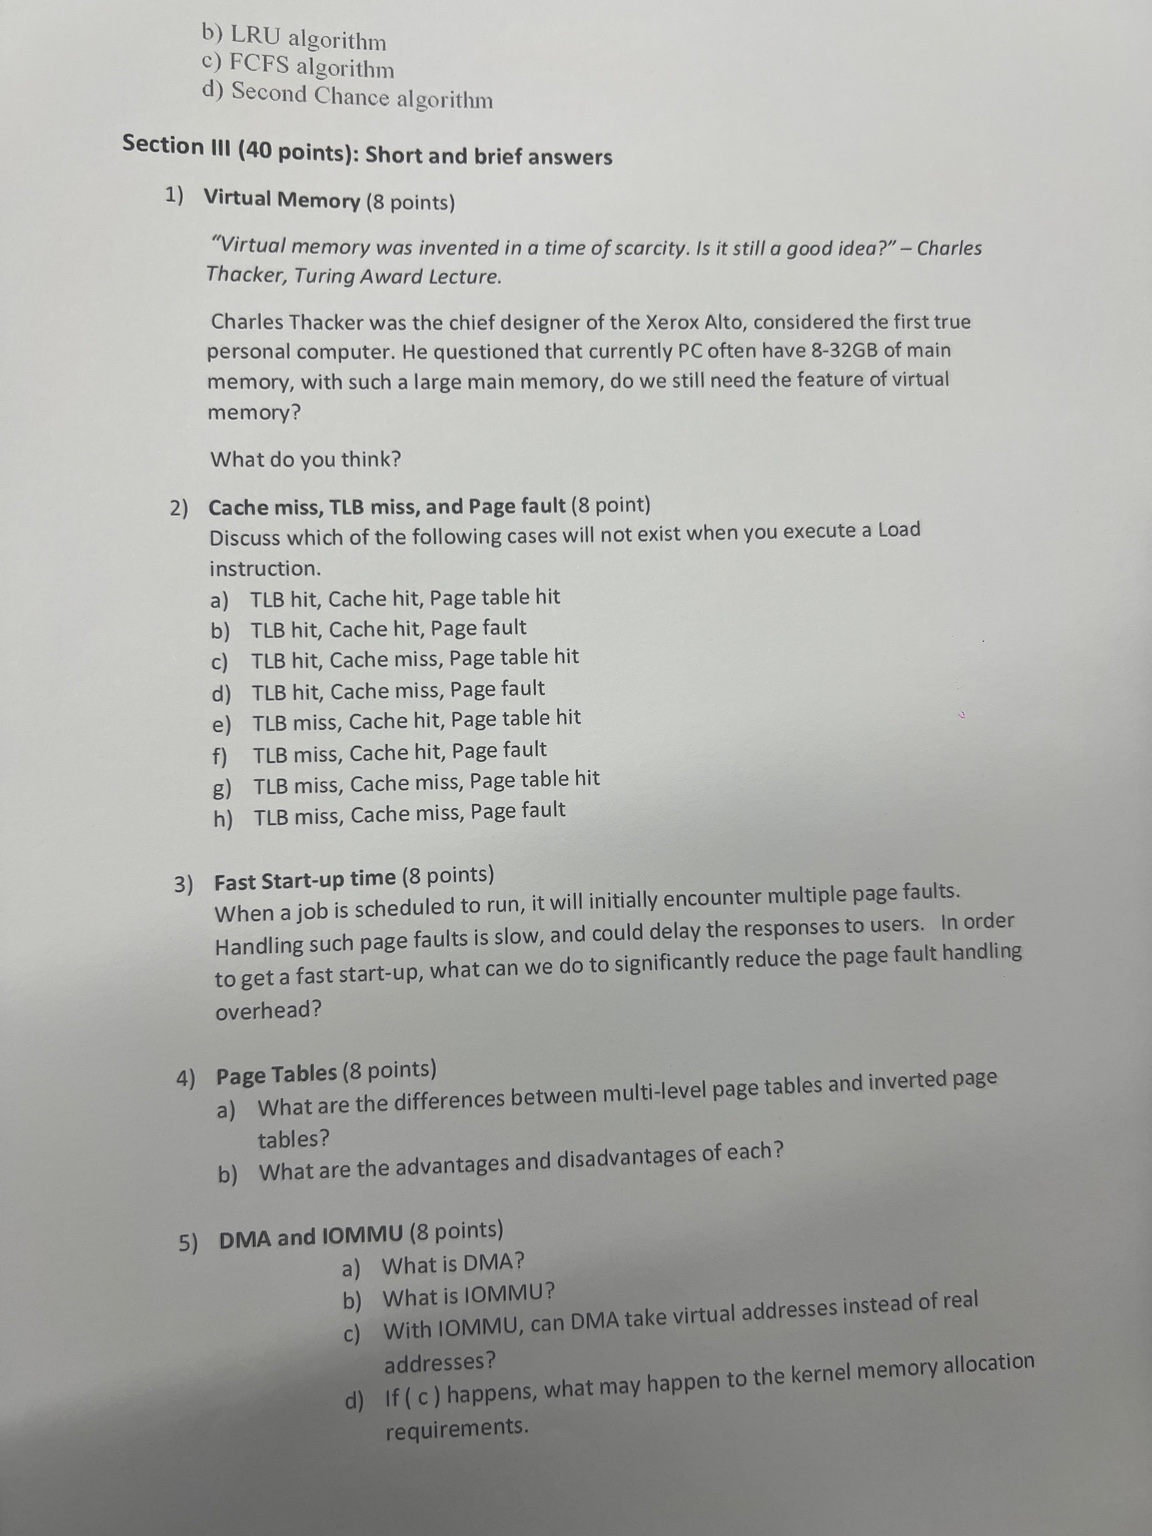 b) LRU algorithm
c) FCFS algorithm
d) Second Chance algorithm
Section III (40 points): Short and brief answers
1) Virtual Memory (8 points)
“Virtual memory was invented in a time of scarcity. Is it still a good idea?” – Charles
Thacker, Turing Award Lecture.
Charles Thacker was the chief designer of the Xerox Alto, considered the first true
personal computer. He questioned that currently PC often have 8-32GB of main
memory, with such a large main memory, do we still need the feature of virtual
memory?
What do you think?
2) Cache miss, TLB miss, and Page fault (8 point)
Discuss which of the following cases will not exist when you execute a Load
instruction.
a) TLB hit, Cache hit, Page table hit
b) TLB hit, Cache hit, Page fault
c) TLB hit, Cache miss, Page table hit
d) TLB hit, Cache miss, Page fault
e) TLB miss, Cache hit, Page table hit
f) TLB miss, Cache hit, Page fault
g) TLB miss, Cache miss, Page table hit
h) TLB miss, Cache miss, Page fault
3) Fast Start-up time (8 points)
When a job is scheduled to run, it will initially encounter multiple page faults.
Handling such page faults is slow, and could delay the responses to users. In order
to get a fast start-up, what can we do to significantly reduce the page fault handling
overhead?
4) Page Tables (8 points)
a) What are the differences between multi-level page tables and inverted page
tables?
b) What are the advantages and disadvantages of each?
5) DMA and IOMMU (8 points)
a) What is DMA?
b) What is IOMMU?
c) With IOMMU, can DMA take virtual addresses instead of real
addresses?
d) If ( c ) happens, what may happen to the kernel memory allocation
requirements.